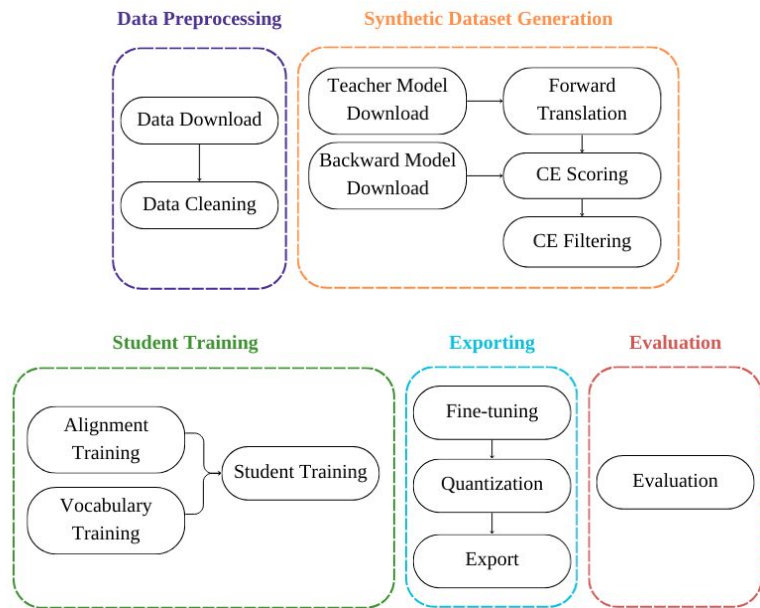 Data Preprocessing
Data Download
Data Cleaning
Synthetic Dataset Generation
Teacher Model
Download
Forward
Translation
Backward Model
Download
CE Scoring
CE Filtering
Student Training
Alignment
Training
Vocabulary
Training
Student Training
Exporting
Fine-tuning
Quantization
Export
Evaluation
Evaluation